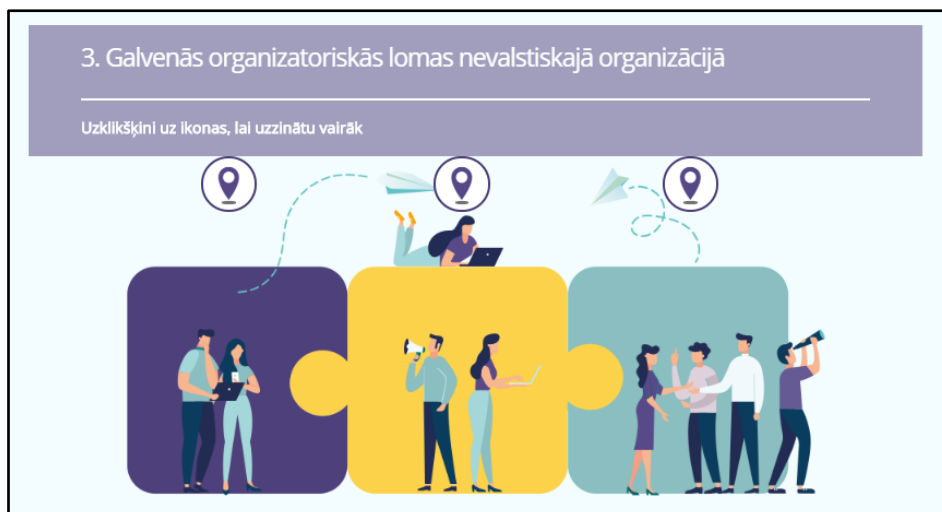 3. Galvenās organizatoriskās lomas nevalstiskajā organizācijā
Uzklikšķini uz ikonas, lai uzzinātu vairāk